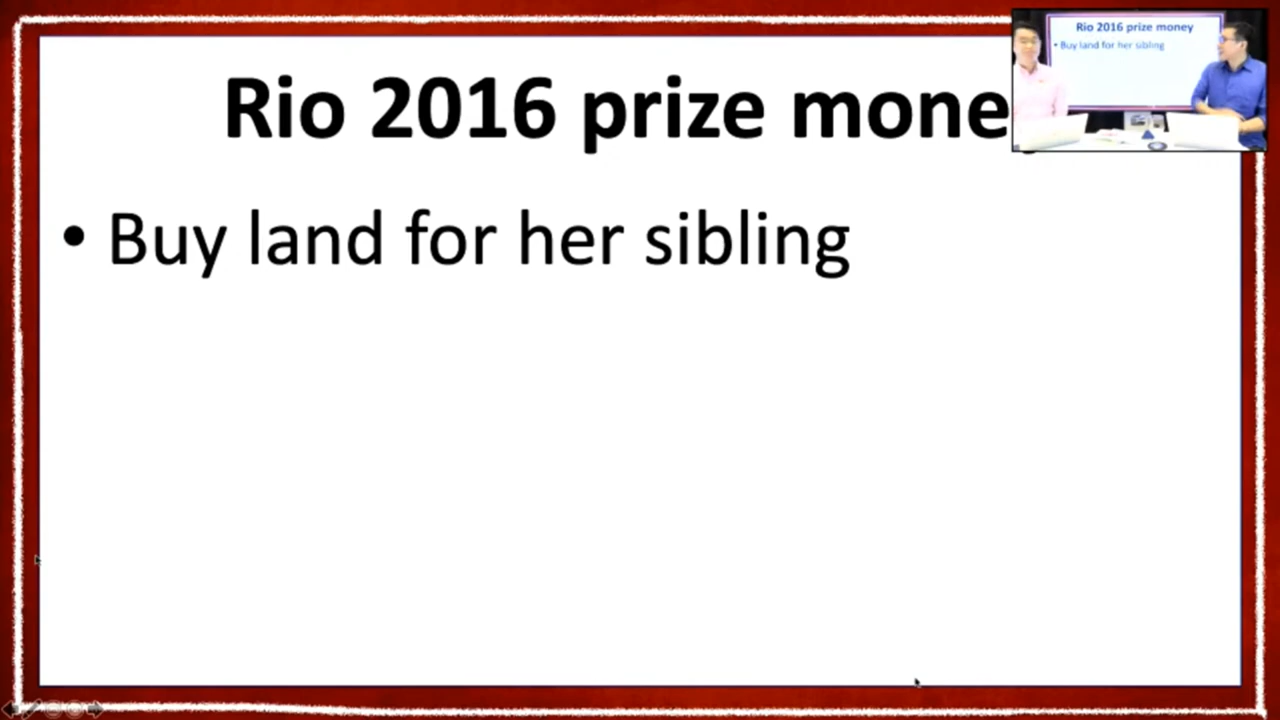 Rio 2016 prize mone
• Buy land for her sibling
Rio 2016 prize money
• Buy land for her sibling